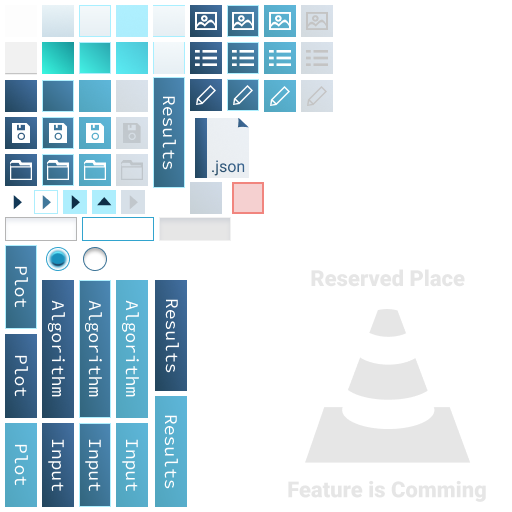 Results
.json
Plot
Algorithm
Algorithm
Algorithm
Results
Reserved Place
Plot
Plot
Input
Input
Input
Results
Feature is Comming